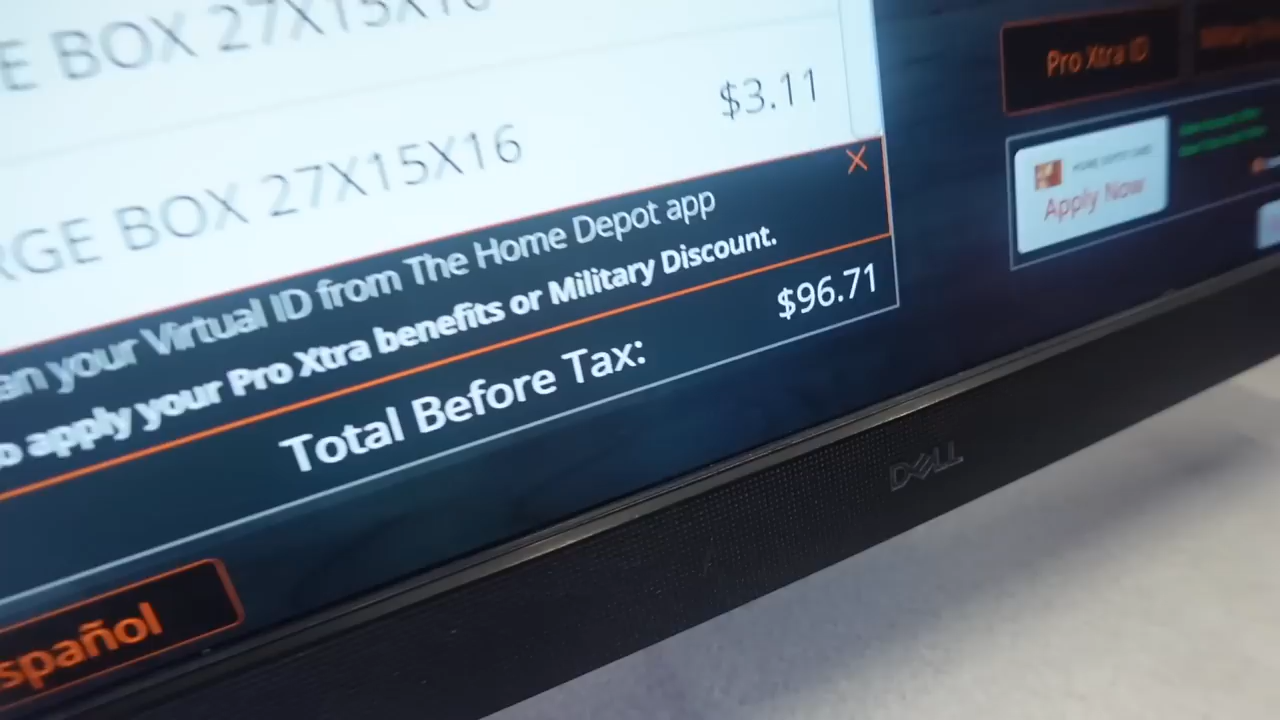 E BOX 27X15X16
$3.11
RGE BOX 27X15X16
an your Virtual ID from The Home Depot app
o apply your Pro Xtra benefits or Military Discount.
Total Before Tax: $96.71
spañol
Pro Xtra ID
Military
Apply Now
DELL